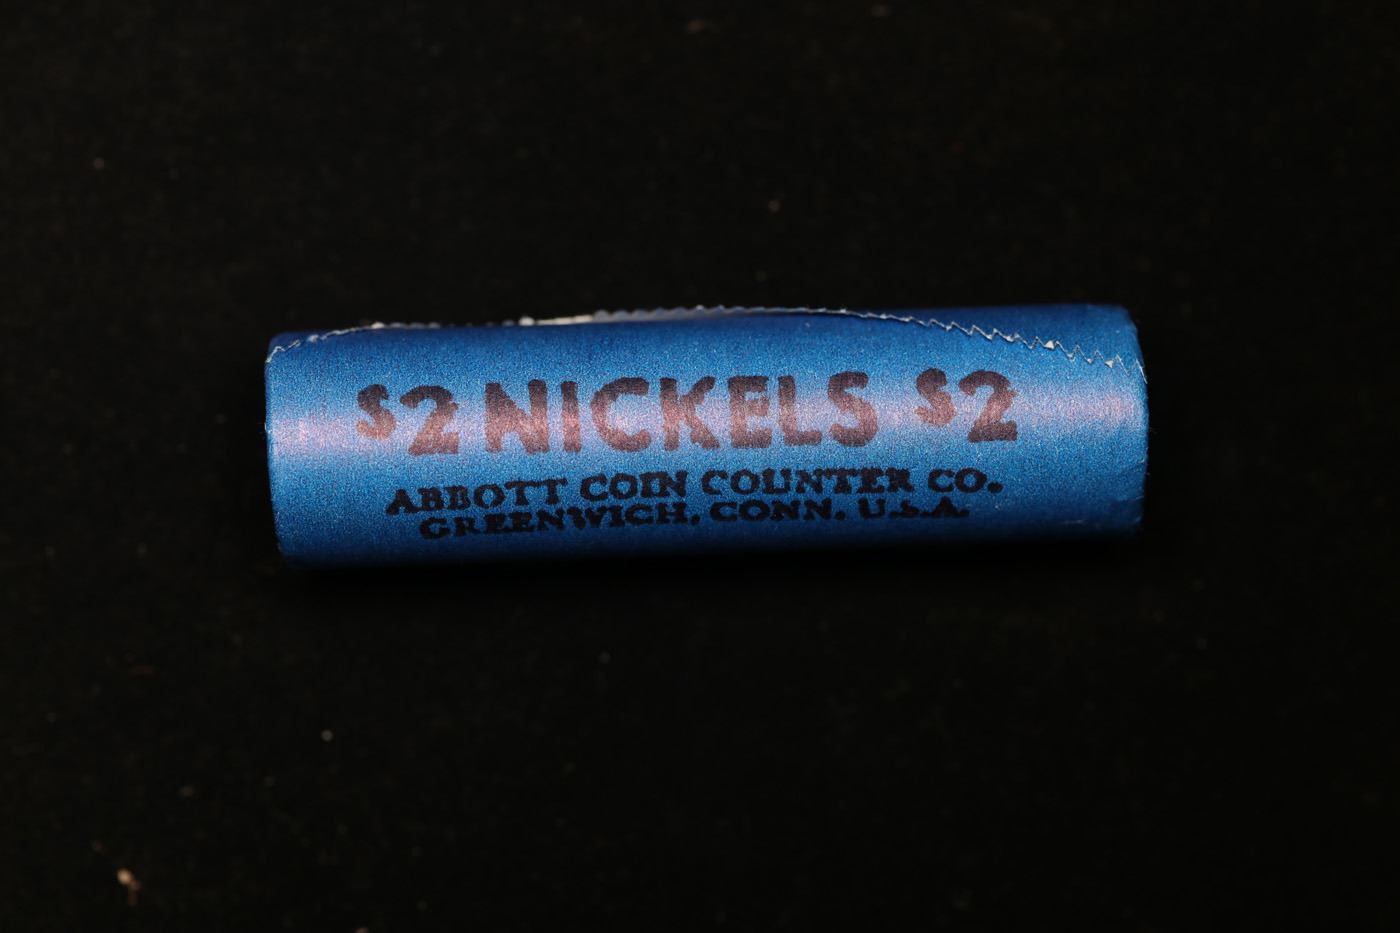 $2 NICKELS $2
ABBOTT COIN COUNTER CO.
GREENWICH, CONN. U.S.A.